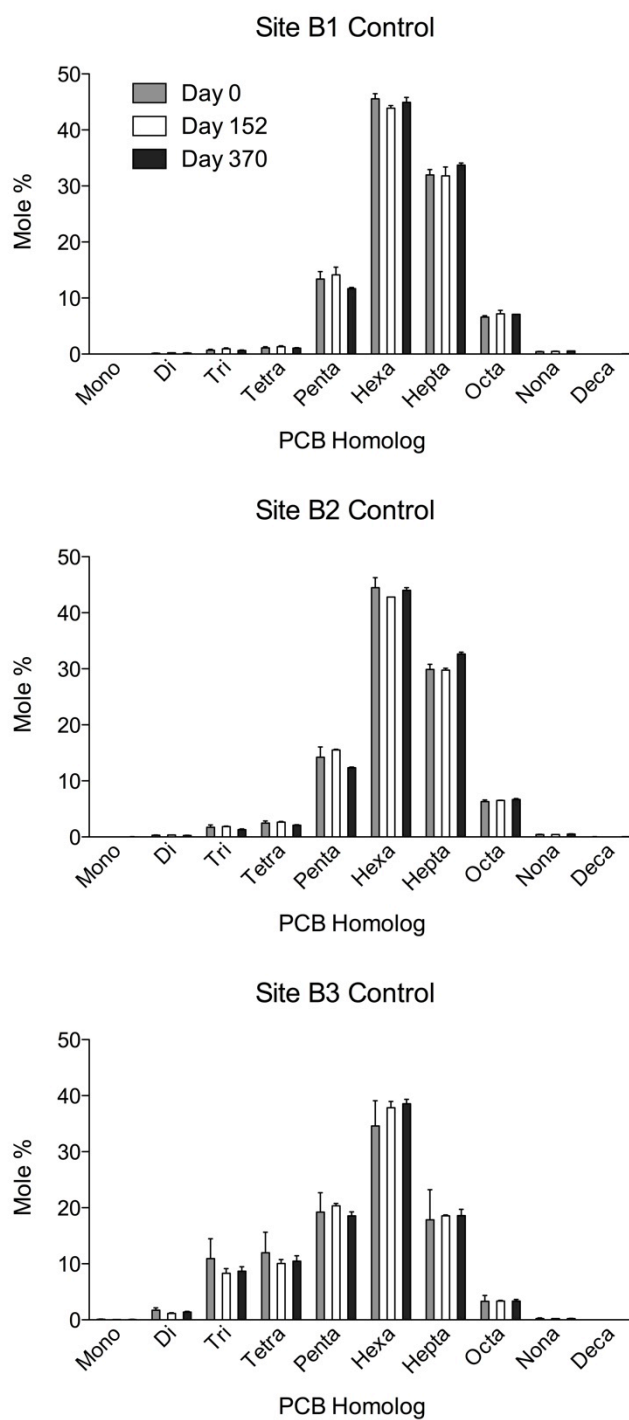 Site B1 Control
50
40
30
20
10
0
Mole %
Day 0
Day 152
Day 370
Mono
Di
Tri
Tetra
Penta
Hexa
Hepta
Octa
Nona
Deca
PCB Homolog
Site B2 Control
50
40
30
20
10
0
Mole %
Mono
Di
Tri
Tetra
Penta
Hexa
Hepta
Octa
Nona
Deca
PCB Homolog
Site B3 Control
50
40
30
20
10
0
Mole %
Mono
Di
Tri
Tetra
Penta
Hexa
Hepta
Octa
Nona
Deca
PCB Homolog